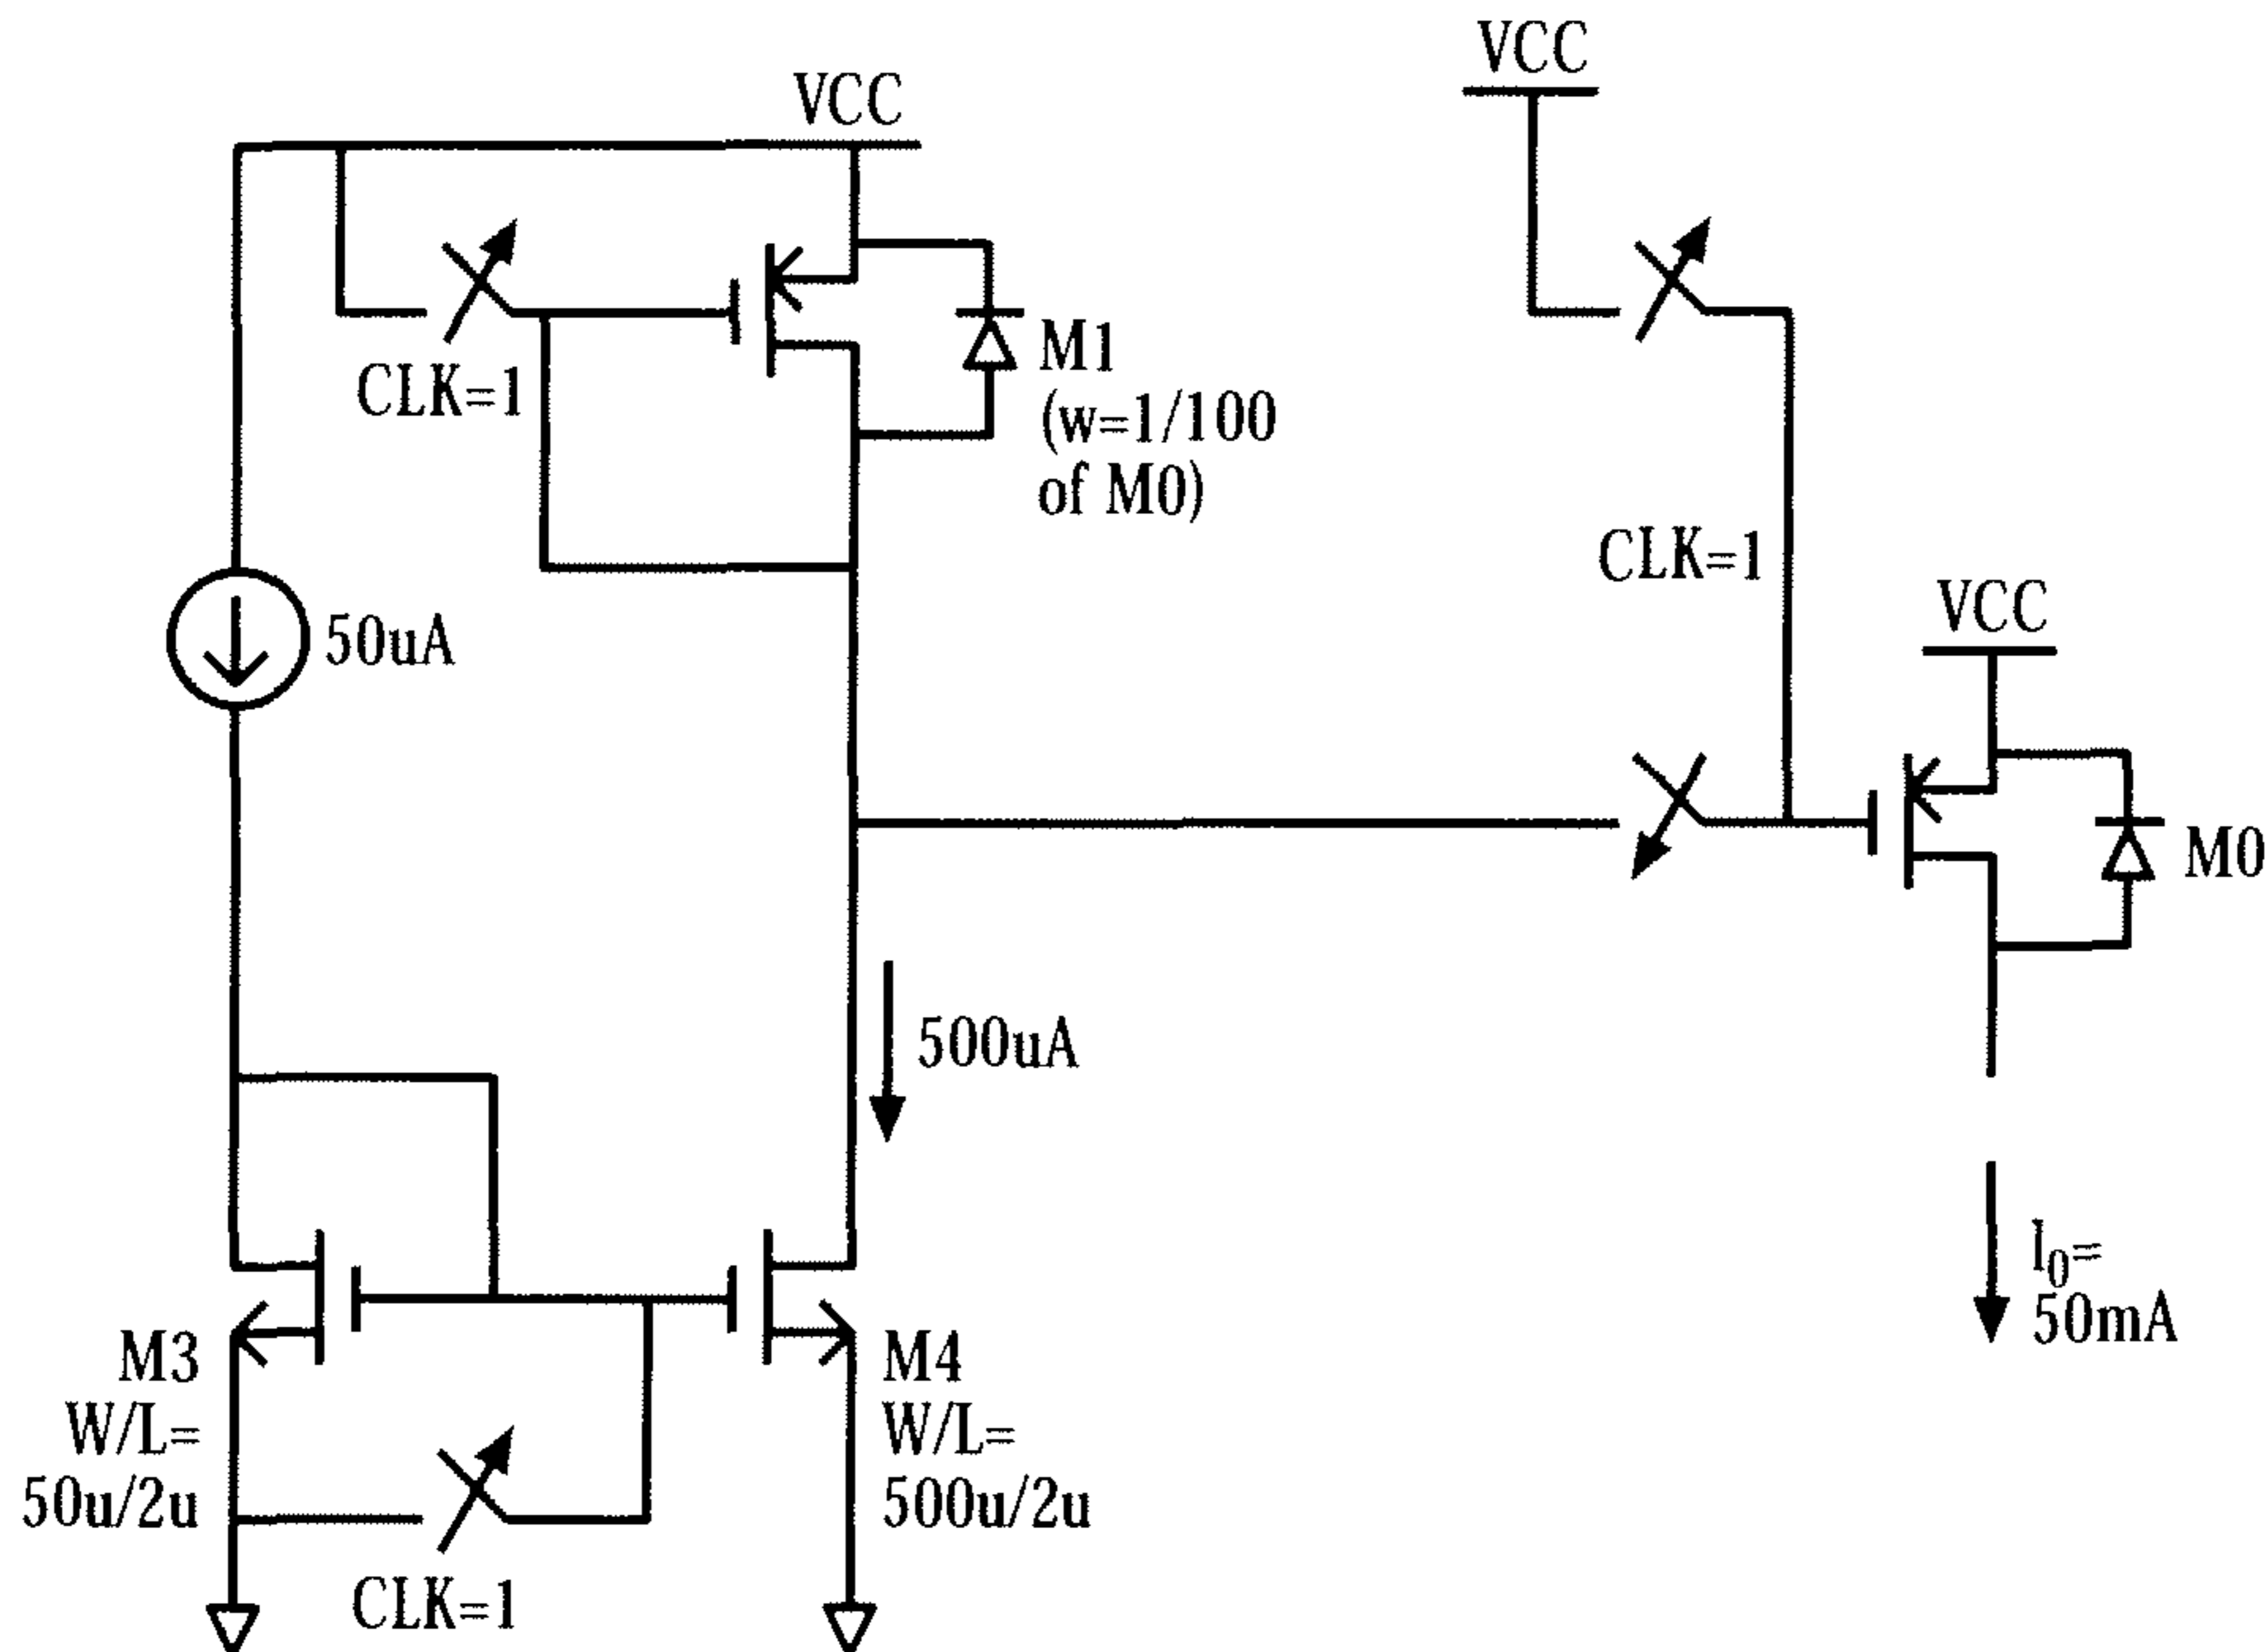 VCC
VCC
CLK=1
M1
(w=1/100
of M0)
CLK=1
VCC
50uA
M0
500uA
I0=
50mA
M3
W/L=
50u/2u
M4
W/L=
500u/2u
CLK=1